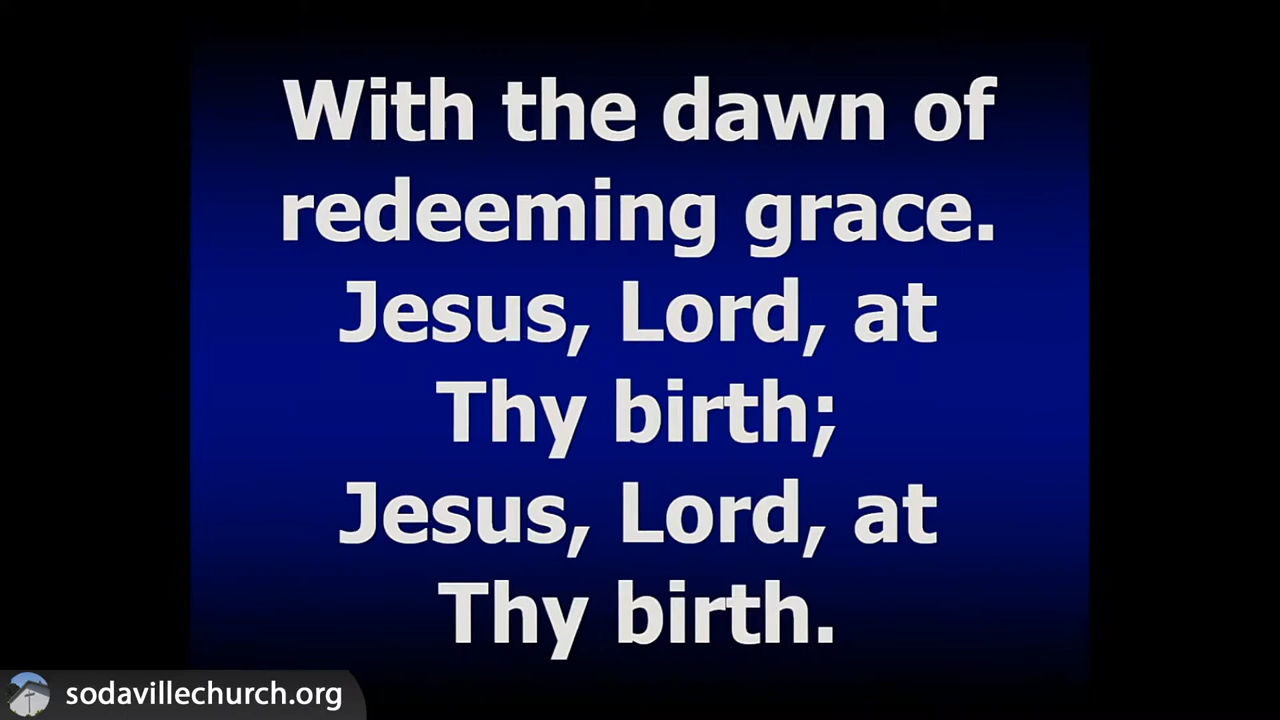 With the dawn of
redeeming grace.
Jesus, Lord, at
Thy birth;
Jesus, Lord, at
Thy birth.
sodavillechurch.org